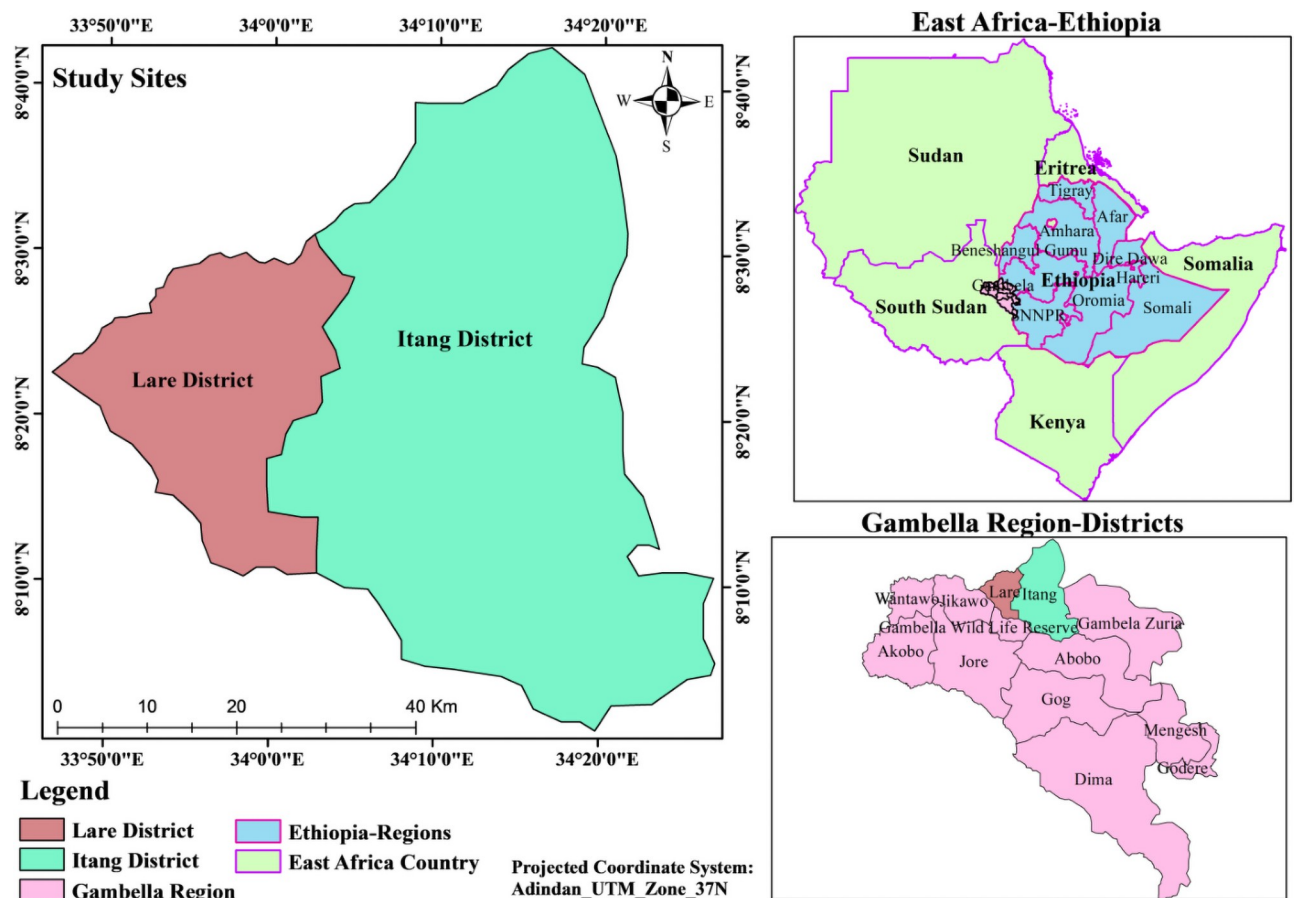 33°50'0"E 34°0'0"E 34°10'0"E 34°20'0"E
Study Sites
N
W E
S
8°40'0"N
8°30'0"N
8°20'0"N
8°10'0"N
8°40'0"N
8°30'0"N
8°20'0"N
8°10'0"N
Itang District
Lare District
0 10 20 40 Km
33°50'0"E 34°0'0"E 34°10'0"E 34°20'0"E
East Africa-Ethiopia
Sudan
Eritrea
Tigray
Afar
Amhara
Beneshangul Gumu
Dire Dawa
Somalia
Hareri
Ethiopia
Gambela
Oromia
South Sudan
Somali
SNNPR
Kenya
Gambella Region-Districts
Lare Itang
Wantawo Jikawo
Gambella Wild Life Reserve
Gambela Zuria
Akobo
Jore
Abobo
Gog
Mengesh
Godere
Dima
Legend
Lare District
Itang District
Gambella Region
Ethiopia-Regions
East Africa Country
Projected Coordinate System:
Adindan_UTM_Zone_37N